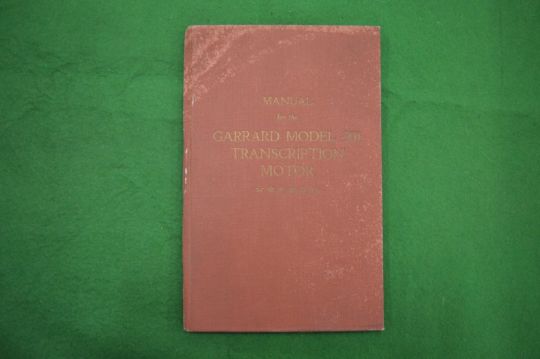 MANUAL
for the
GARRARD MODEL 301
TRANSCRIPTION
MOTOR